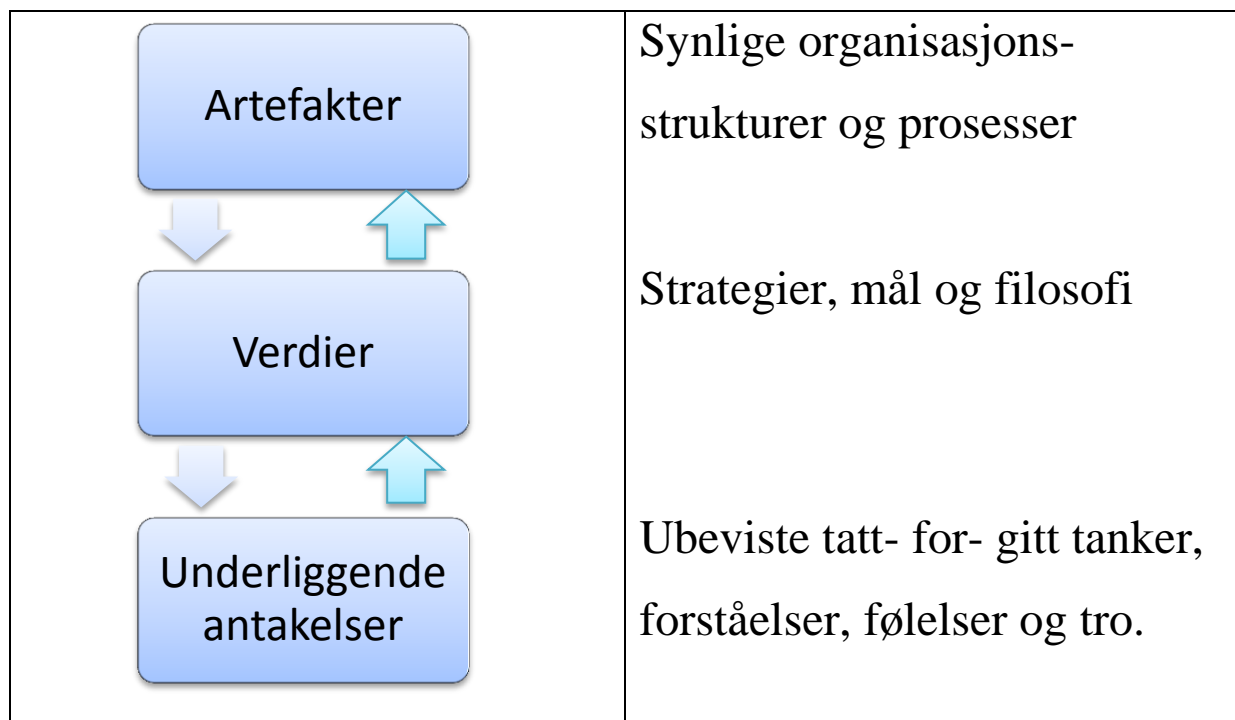 Artefakter
Synlige organisasjons-
strukturer og prosesser
Verdier
Strategier, mål og filosofi
Underliggende
antakelser
Ubeviste tatt- for- gitt tanker,
forståelser, følelser og tro.